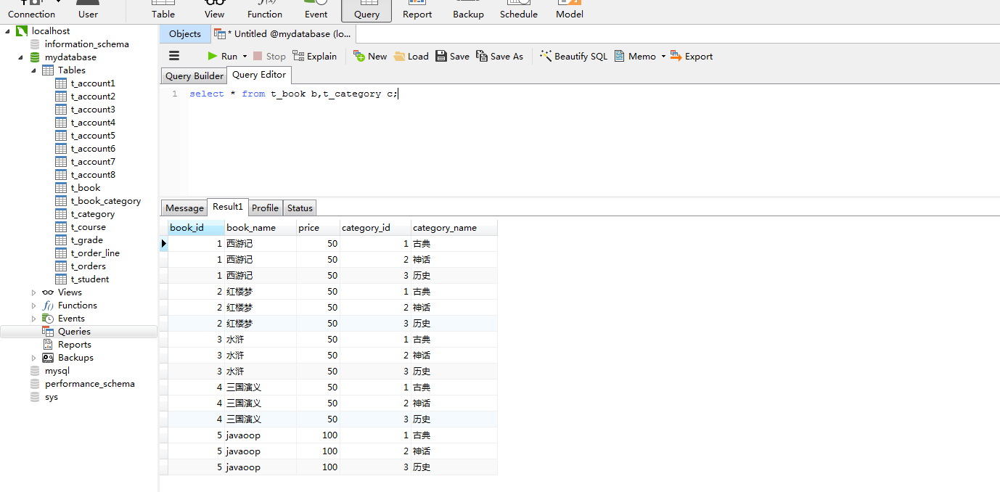 Connection User Table View Function Event Query Report Backup Schedule Model
localhost
information_schema
mydatabase
Tables
t_account1
t_account2
t_account3
t_account4
t_account5
t_account6
t_account7
t_account8
t_book
t_book_category
t_category
t_course
t_grade
t_order_line
t_orders
t_student
Views
Functions
Events
Queries
Reports
Backups
mysql
performance_schema
sys
Objects * Untitled @mydatabase (lo...
Run Stop Explain New Load Save Save As Beautify SQL Memo Export
Query Builder Query Editor
1 select * from t_book b,t_category c;
Message Result1 Profile Status
book_id book_name price category_id category_name
1 西游记 50 1 古典
1 西游记 50 2 神话
1 西游记 50 3 历史
2 红楼梦 50 1 古典
2 红楼梦 50 2 神话
2 红楼梦 50 3 历史
3 水浒 50 1 古典
3 水浒 50 2 神话
3 水浒 50 3 历史
4 三国演义 50 1 古典
4 三国演义 50 2 神话
4 三国演义 50 3 历史
5 javaoop 100 1 古典
5 javaoop 100 2 神话
5 javaoop 100 3 历史